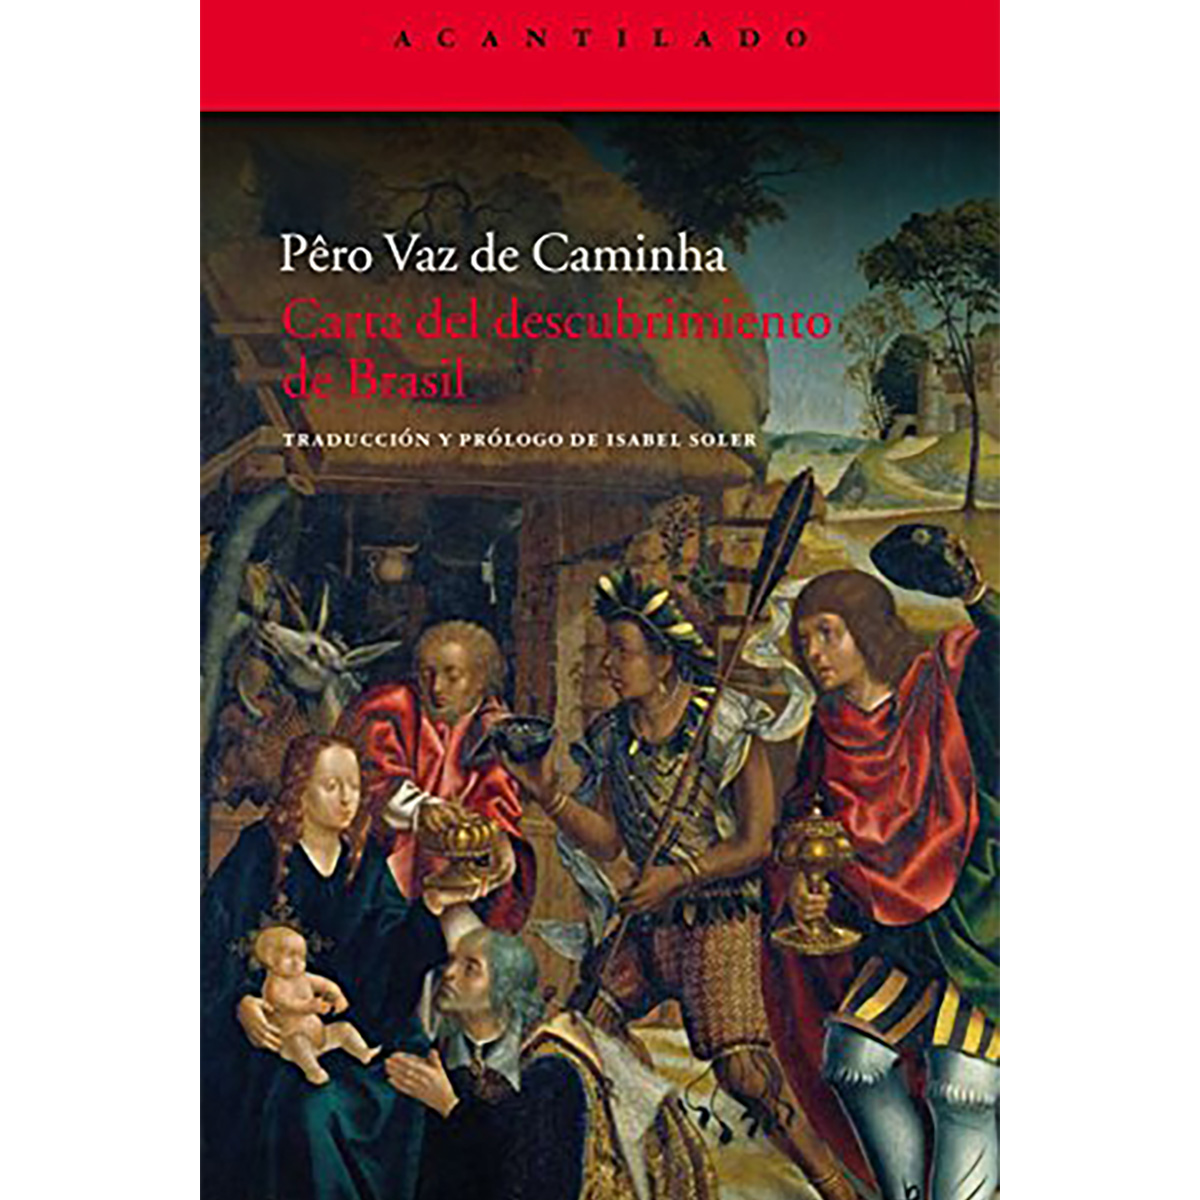 ACANTILADO
Pêro Vaz de Caminha
Carta del descubrimiento
de Brasil
TRADUCCIÓN Y PRÓLOGO DE ISABEL SOLER